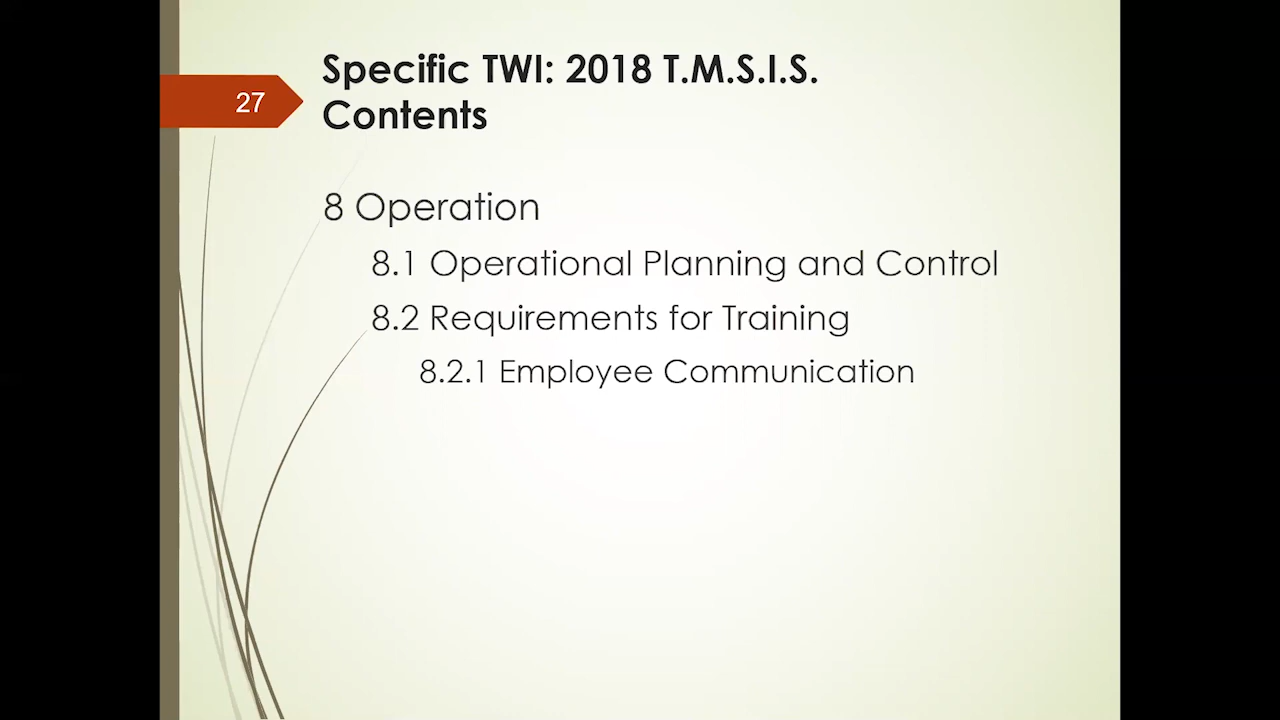 27
Specific TWI: 2018 T.M.S.I.S.
Contents
8 Operation
8.1 Operational Planning and Control
8.2 Requirements for Training
8.2.1 Employee Communication